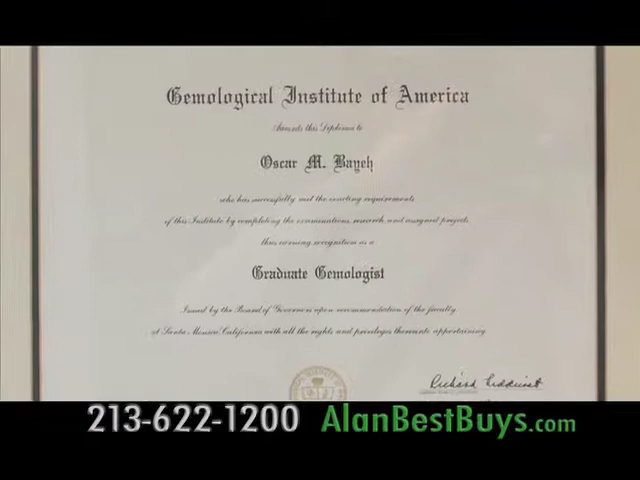 Gemological Institute of America
Awards this Diploma to
Oscar M. Bayeh
who has successfully met the exacting requirements
of this Institute by completing the examinations, research, and assigned projects,
thus earning recognition as a
Graduate Gemologist
Issued by the Board of Governors upon recommendation of the faculty
at Santa Monica, California with all the rights and privileges thereunto appertaining.
Richard Liddicoat
213-622-1200 AlanBestBuys.com